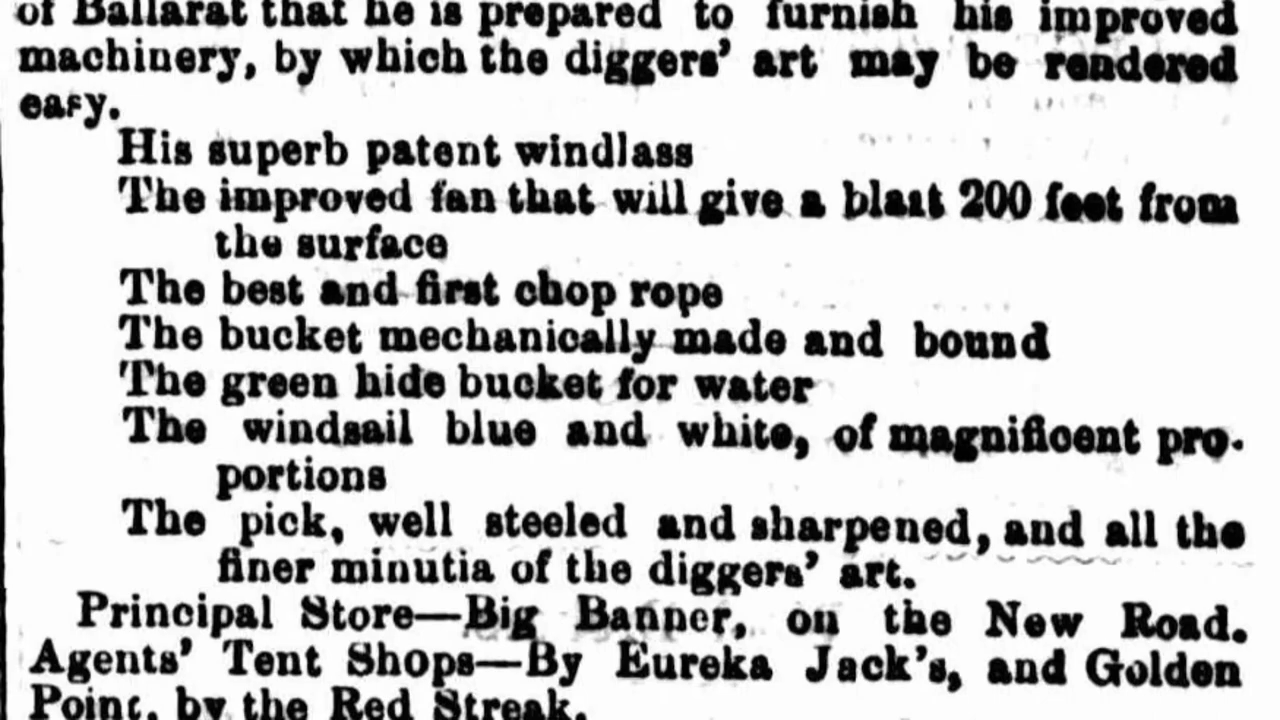 of Ballarat that he is prepared to furnish his improved
machinery, by which the diggers' art may be rendered
easy.
His superb patent windlass
The improved fan that will give a blast 200 feet from
the surface
The best and first chop rope
The bucket mechanically made and bound
The green hide bucket for water
The windsail blue and white, of magnificent pro-
portions
The pick, well steeled and sharpened, and all the
finer minutia of the diggers' art.
Principal Store—Big Banner, on the New Road.
Agents' Tent Shops—By Eureka Jack's, and Golden
Point, by the Red Streak.